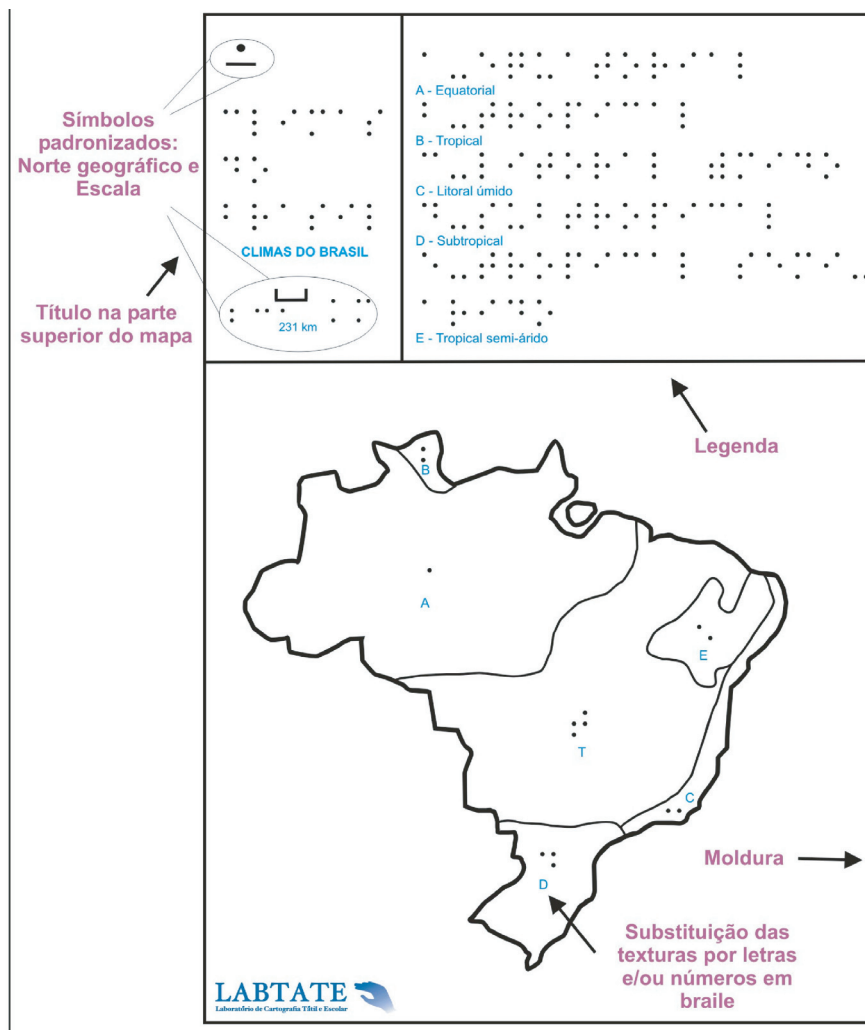 Símbolos
padronizados:
Norte geográfico e
Escala
Título na parte
superior do mapa
CLIMAS DO BRASIL
231 km
A - Equatorial
B - Tropical
C - Litoral úmido
D - Subtropical
E - Tropical semi-árido
Legenda
B
A
E
T
C
D
Moldura
Substituição das
texturas por letras
e/ou números em
braile
LABTATE
Laboratório de Cartografia Tátil e Escolar